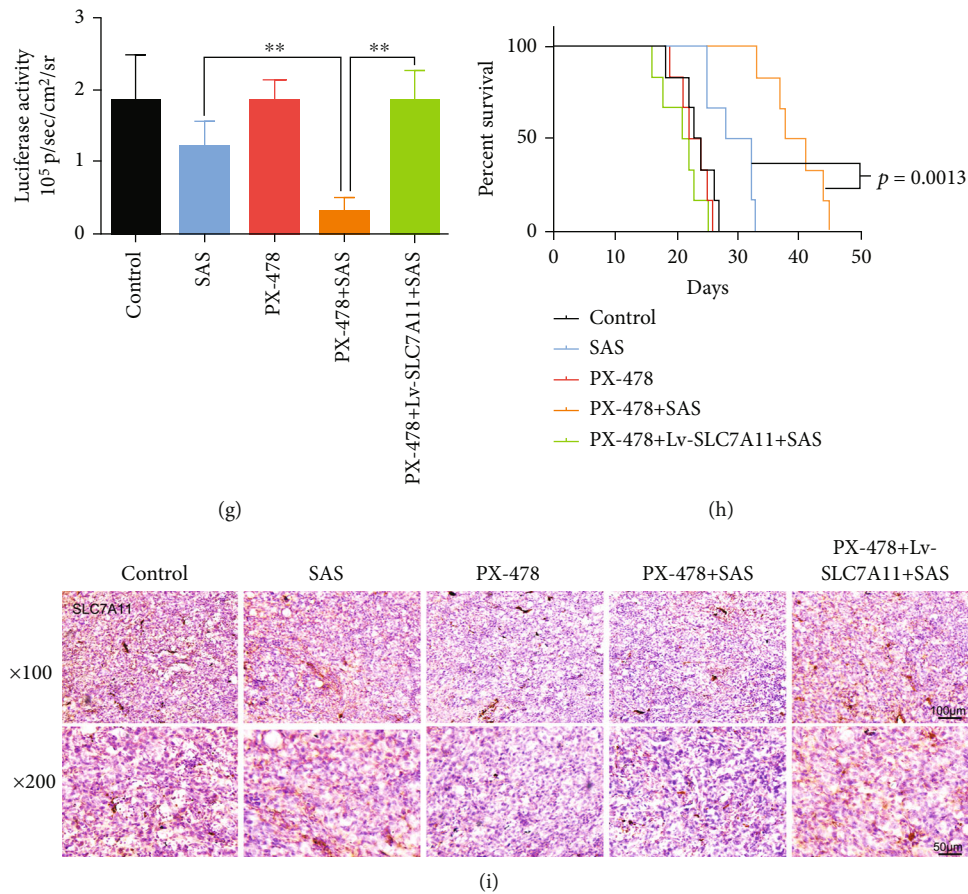 Luciferase activity
10⁵ p/sec/cm²/sr
3
2
1
0
**
**
Control
SAS
PX-478
PX-478+SAS
PX-478+Lv-SLC7A11+SAS
(g)
Percent survival
100
50
0
0 10 20 30 40 50
Days
p = 0.0013
Control
SAS
PX-478
PX-478+SAS
PX-478+Lv-SLC7A11+SAS
(h)
Control
SAS
PX-478
PX-478+SAS
PX-478+Lv-
SLC7A11+SAS
SLC7A11
×100
100μm
×200
50μm
(i)